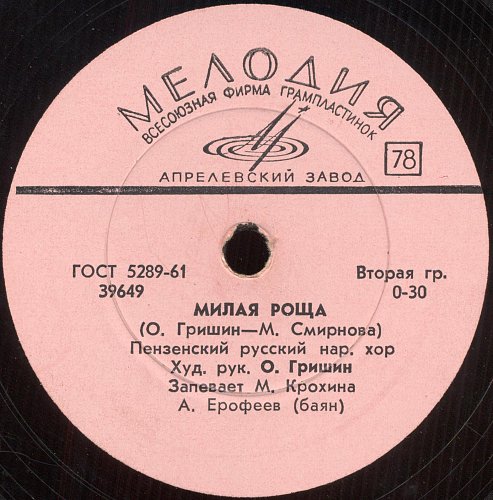 МЕЛОДИЯ
ВСЕСОЮЗНАЯ ФИРМА ГРАМПЛАСТИНОК
78
АПРЕЛЕВСКИЙ ЗАВОД
ГОСТ 5289-61
39649
Вторая гр.
0-30
МИЛАЯ РОЩА
(О. Гришин—М. Смирнова)
Пензенский русский нар. хор
Худ. рук. О. Гришин
Запевает М. Крохина
А. Ерофеев (баян)